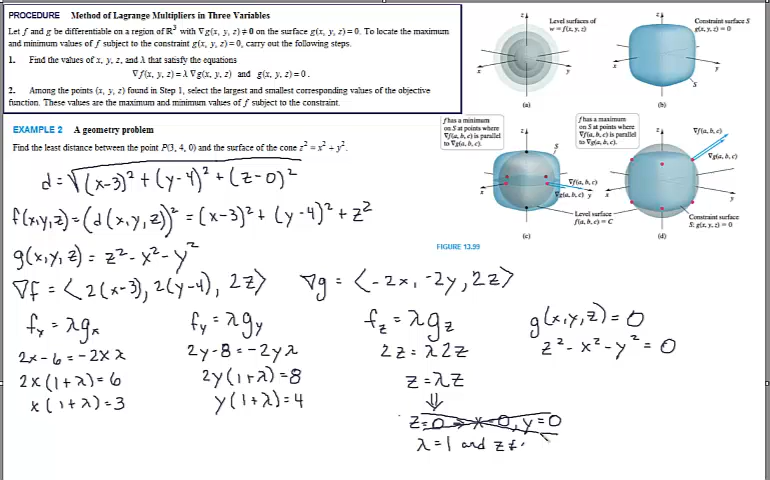 PROCEDURE Method of Lagrange Multipliers in Three Variables
Let f and g be differentiable on a region of ℝ³ with ∇g(x, y, z) ≠ 0 on the surface g(x, y, z) = 0. To locate the maximum
and minimum values of f subject to the constraint g(x, y, z) = 0, carry out the following steps.
1. Find the values of x, y, z, and λ that satisfy the equations
∇f(x, y, z) = λ ∇g(x, y, z) and g(x, y, z) = 0.
2. Among the points (x, y, z) found in Step 1, select the largest and smallest corresponding values of the objective
function. These values are the maximum and minimum values of f subject to the constraint.
EXAMPLE 2 A geometry problem
Find the least distance between the point P(3, 4, 0) and the surface of the cone z² = x² + y².
z
Level surfaces of
w = f(x, y, z)
x
y
(a)
z
Constraint surface S
g(x, y, z) = 0
x
y
S
(b)
f has a minimum
on S at points where
∇f(a, b, c) is parallel
to ∇g(a, b, c).
z
S
∇f(a, b, c)
∇g(a, b, c)
x
y
Level surface
f(a, b, c) = C
(c)
f has a maximum
on S at points where
∇f(a, b, c) is parallel
to ∇g(a, b, c).
z
∇f(a, b, c)
∇g(a, b, c)
x
y
Constraint surface
S: g(x, y, z) = 0
(d)
FIGURE 13.99
d = √(x-3)² + (y-4)² + (z-0)²
f(x,y,z) = (d(x,y,z))² = (x-3)² + (y-4)² + z²
g(x,y,z) = z² - x² - y²
∇f = ⟨2(x-3), 2(y-4), 2z⟩ ∇g = ⟨-2x, -2y, 2z⟩
fₓ = λgₓ
2x - 6 = -2xλ
2x(1+λ) = 6
x(1+λ) = 3
f_y = λg_y
2y - 8 = -2yλ
2y(1+λ) = 8
y(1+λ) = 4
f_z = λg_z
2z = λ2z
z = λz
⇓
z = 0 ⇒ x = 0, y = 0
λ = 1 and z ≠
g(x,y,z) = 0
z² - x² - y² = 0